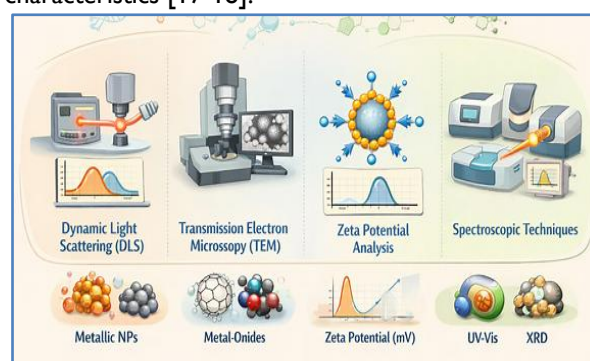 characteristics [17-18].
Dynamic Light
Scattering (DLS)
Transmission Electron
Microssopy (TEM)
Zeta Potential
Analysis
Spectroscopic Techniques
Metallic NPs
Metal-Onides
Zeta Potential (mV)
UV-Vis
XRD